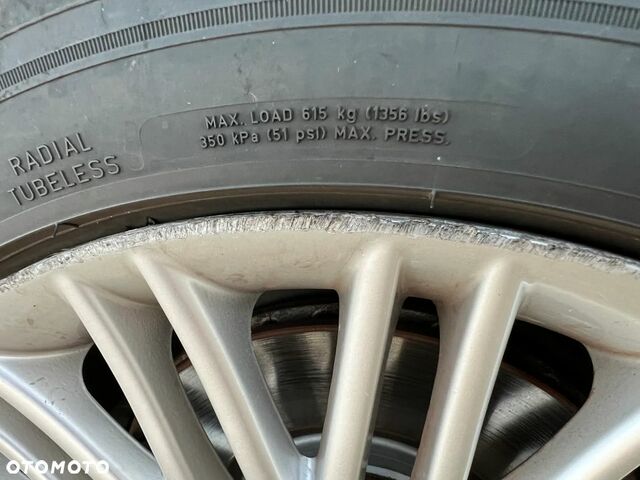 MAX. LOAD 615 kg (1356 lbs)
350 kPa (51 psi) MAX. PRESS.
RADIAL
TUBELESS
OTOMOTO